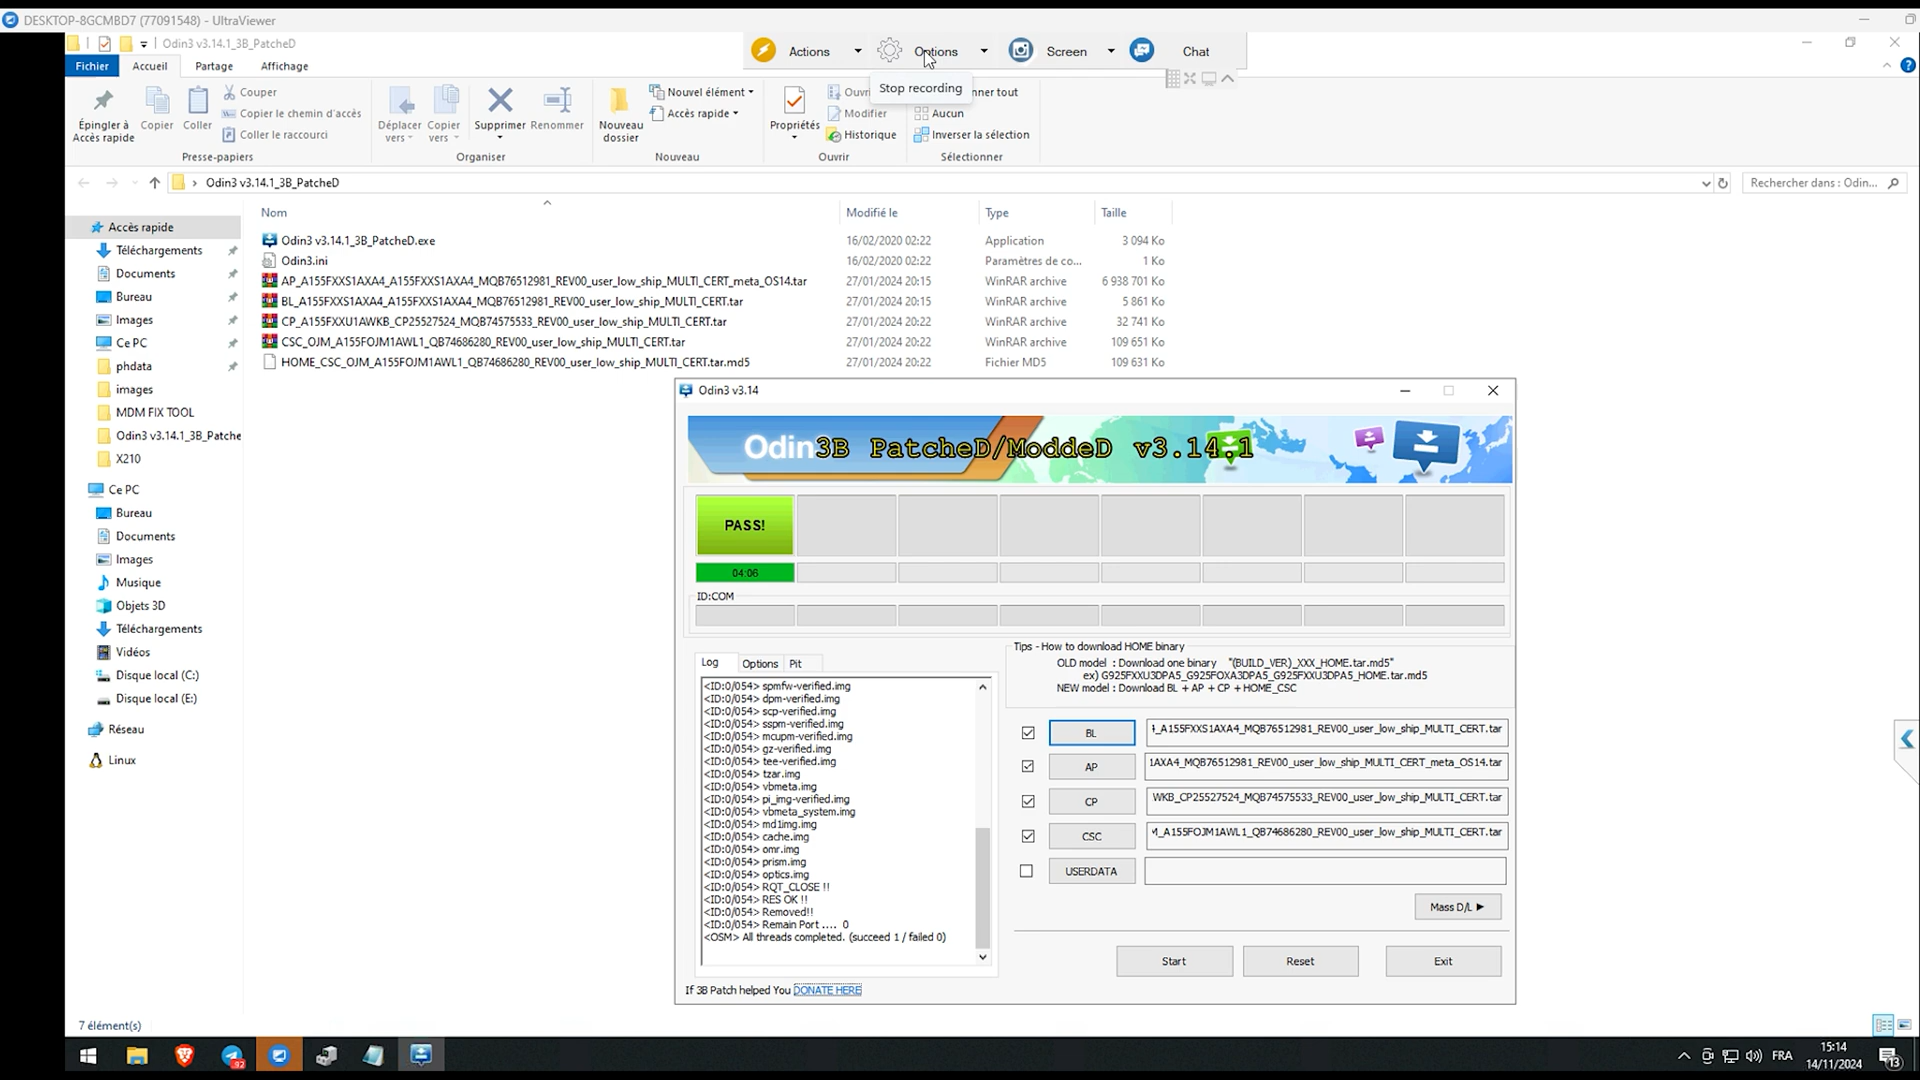 DESKTOP-8GCMBD7 (77091548) - UltraViewer
Odin3 v3.14.1_3B_PatcheD
Actions
Options
Screen
Chat
Stop recording
Fichier
Accueil
Partage
Affichage
Épingler à
Accès rapide
Copier
Coller
Couper
Copier le chemin d'accès
Coller le raccourci
Presse-papiers
Déplacer
vers
Copier
vers
Supprimer
Renommer
Organiser
Nouveau
dossier
Nouvel élément
Accès rapide
Nouveau
Propriétés
Ouvri
Modifier
Historique
Ouvrir
nner tout
Aucun
Inverser la sélection
Sélectionner
Odin3 v3.14.1_3B_PatcheD
Rechercher dans : Odin...
Nom
Modifié le
Type
Taille
Odin3 v3.14.1_3B_PatcheD.exe 16/02/2020 02:22 Application 3 094 Ko
Odin3.ini 16/02/2020 02:22 Paramètres de co... 1 Ko
AP_A155FXXS1AXA4_A155FXXS1AXA4_MQB76512981_REV00_user_low_ship_MULTI_CERT_meta_OS14.tar 27/01/2024 20:15 WinRAR archive 6 938 701 Ko
BL_A155FXXS1AXA4_A155FXXS1AXA4_MQB76512981_REV00_user_low_ship_MULTI_CERT.tar 27/01/2024 20:15 WinRAR archive 5 861 Ko
CP_A155FXXU1AWKB_CP25527524_MQB74575533_REV00_user_low_ship_MULTI_CERT.tar 27/01/2024 20:22 WinRAR archive 32 741 Ko
CSC_OJM_A155FOJM1AWL1_QB74686280_REV00_user_low_ship_MULTI_CERT.tar 27/01/2024 20:22 WinRAR archive 109 651 Ko
HOME_CSC_OJM_A155FOJM1AWL1_QB74686280_REV00_user_low_ship_MULTI_CERT.tar.md5 27/01/2024 20:22 Fichier MD5 109 631 Ko
Accès rapide
Téléchargements
Documents
Bureau
Images
Ce PC
phdata
images
MDM FIX TOOL
Odin3 v3.14.1_3B_Patche
X210
Ce PC
Bureau
Documents
Images
Musique
Objets 3D
Téléchargements
Vidéos
Disque local (C:)
Disque local (E:)
Réseau
Linux
7 élément(s)
Odin3 v3.14
Odin3B PatcheD/ModdeD v3.14.1
PASS!
04:06
ID:COM
Log
Options
Pit
<ID:0/054> spmfw-verified.img
<ID:0/054> dpm-verified.img
<ID:0/054> scp-verified.img
<ID:0/054> sspm-verified.img
<ID:0/054> mcupm-verified.img
<ID:0/054> gz-verified.img
<ID:0/054> tee-verified.img
<ID:0/054> tzar.img
<ID:0/054> vbmeta.img
<ID:0/054> pi_img-verified.img
<ID:0/054> vbmeta_system.img
<ID:0/054> md1img.img
<ID:0/054> cache.img
<ID:0/054> omr.img
<ID:0/054> prism.img
<ID:0/054> optics.img
<ID:0/054> RQT_CLOSE !!
<ID:0/054> RES OK !!
<ID:0/054> Removed!!
<ID:0/054> Remain Port .... 0
<OSM> All threads completed. (succeed 1 / failed 0)
Tips - How to download HOME binary
OLD model : Download one binary "(BUILD_VER)_XXX_HOME.tar.md5"
ex) G925FXXU3DPA5_G925FOXA3DPA5_G925FXXU3DPA5_HOME.tar.md5
NEW model : Download BL + AP + CP + HOME_CSC
BL
_A155FXXS1AXA4_MQB76512981_REV00_user_low_ship_MULTI_CERT.tar
AP
1AXA4_MQB76512981_REV00_user_low_ship_MULTI_CERT_meta_OS14.tar
CP
WKB_CP25527524_MQB74575533_REV00_user_low_ship_MULTI_CERT.tar
CSC
_A155FOJM1AWL1_QB74686280_REV00_user_low_ship_MULTI_CERT.tar
USERDATA
Mass D/L
Start
Reset
Exit
If 3B Patch helped You DONATE HERE
92
FRA
15:14
14/11/2024
13